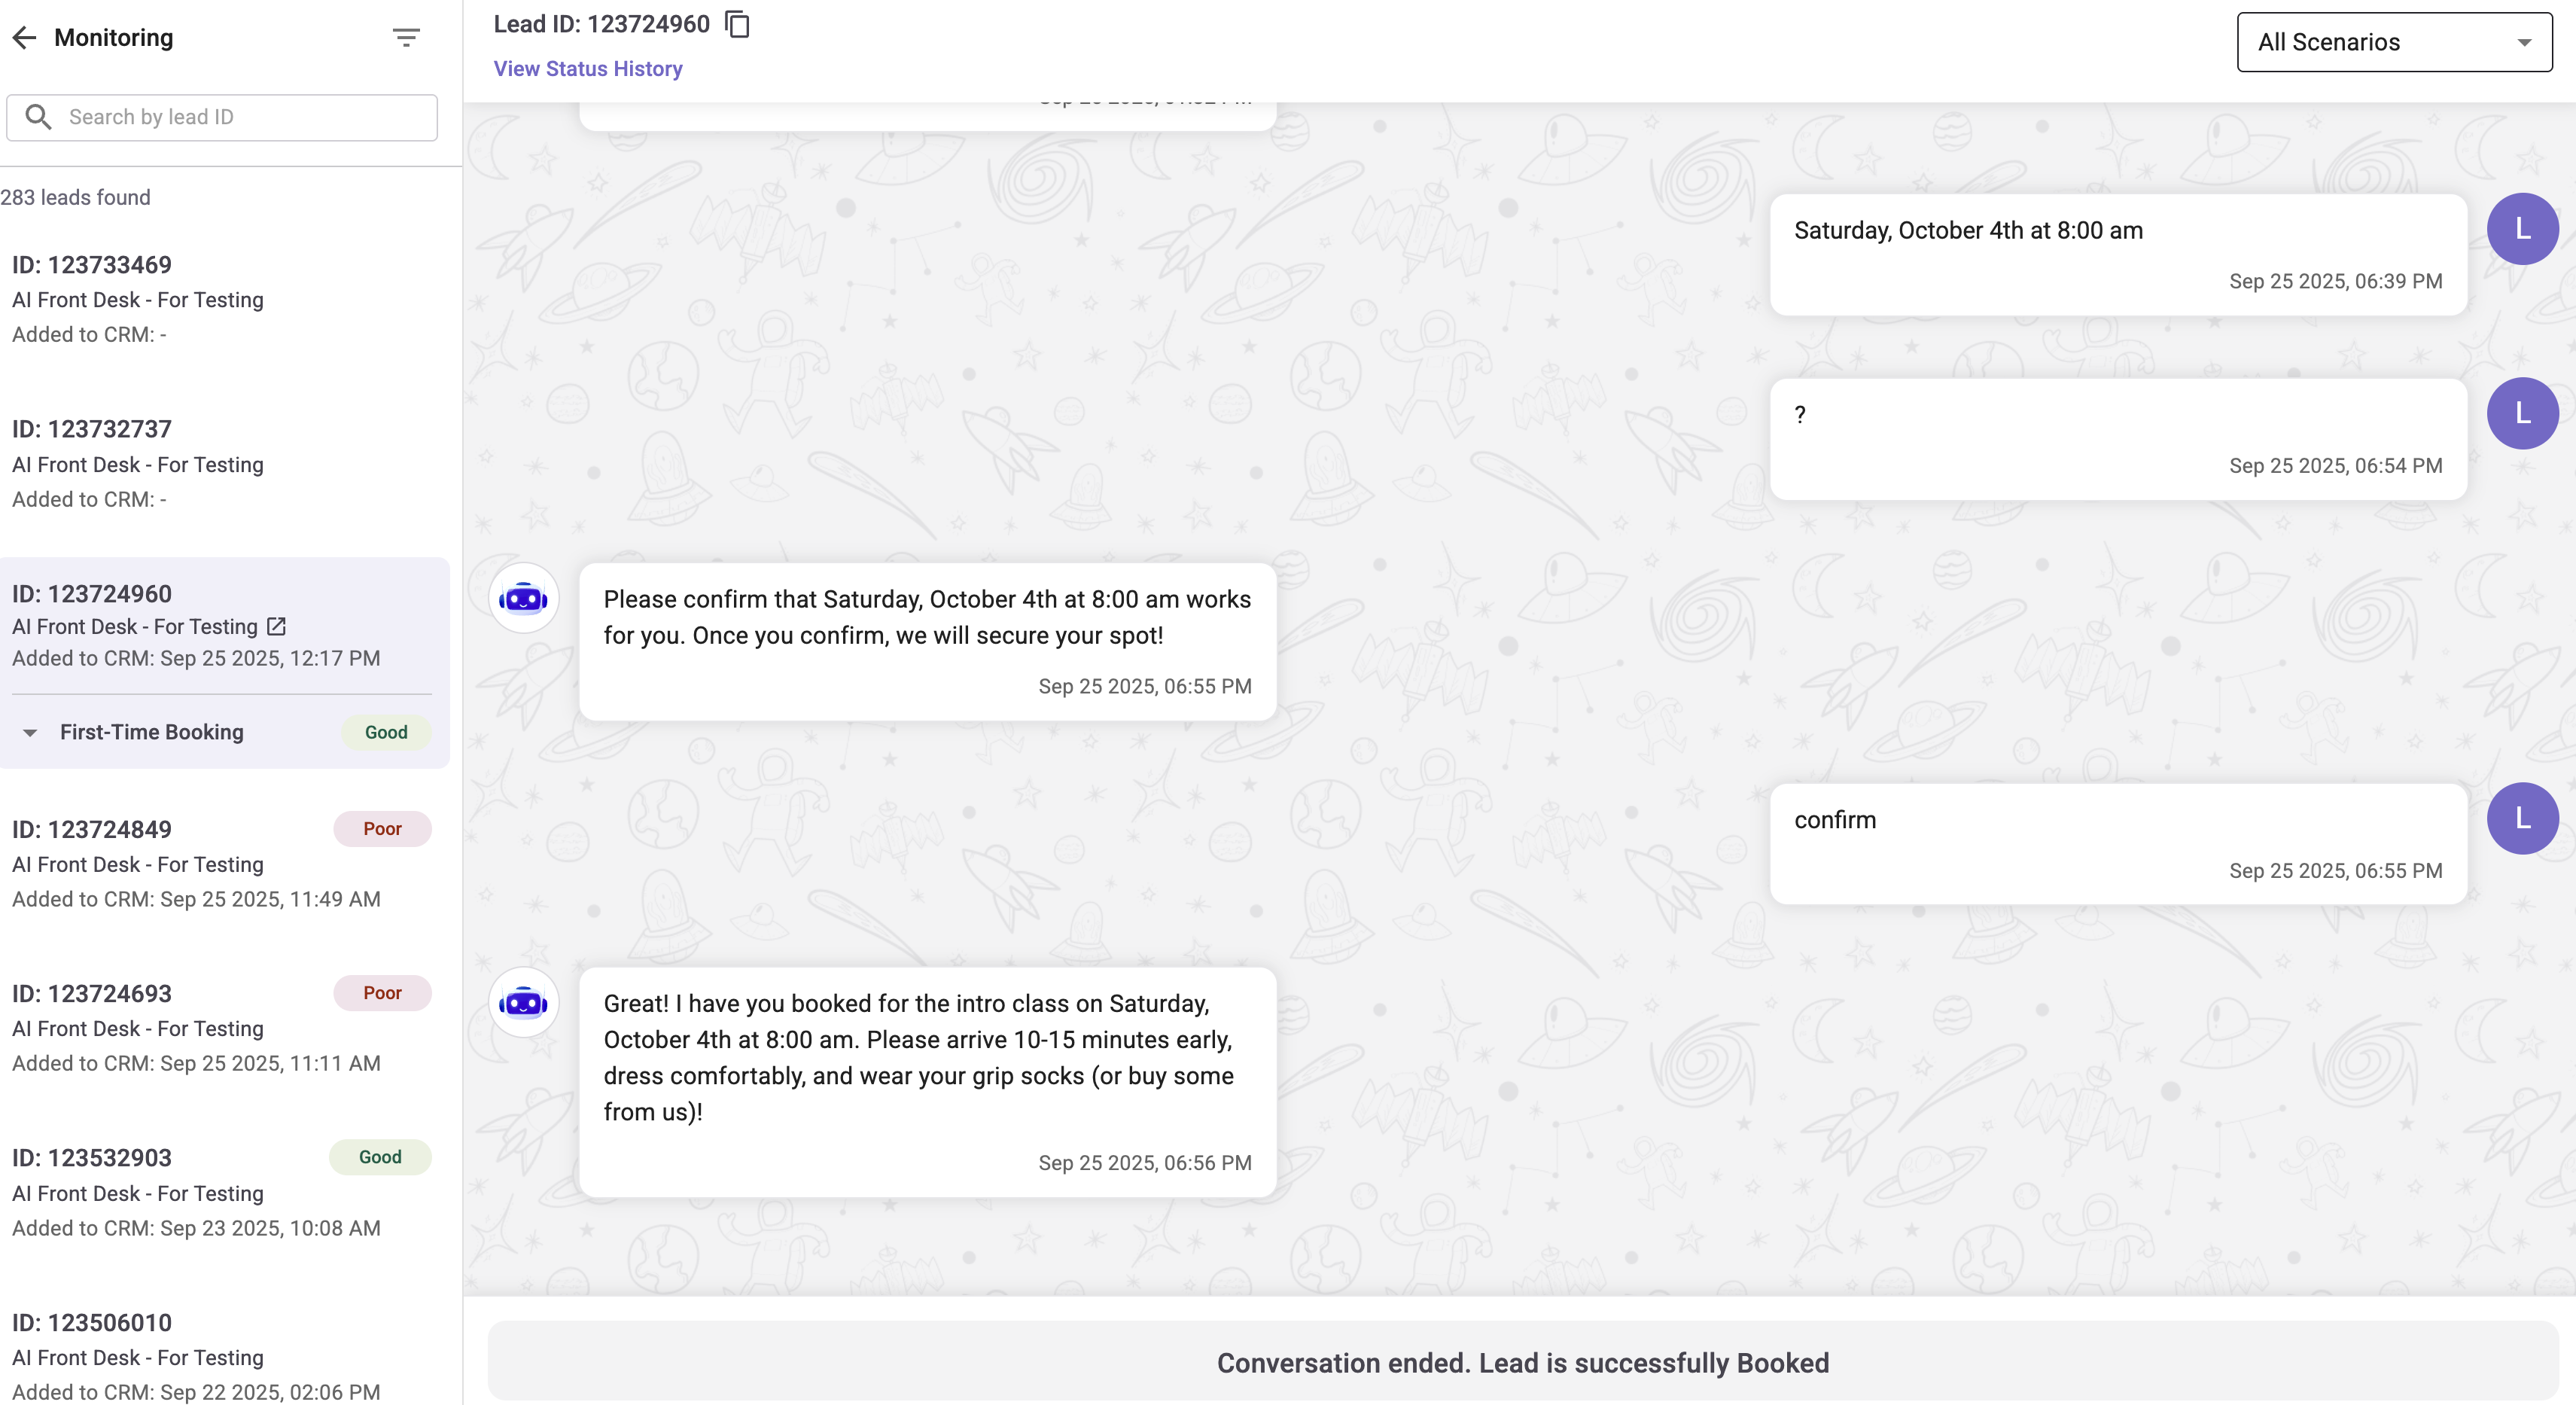 Monitoring
Search by lead ID
283 leads found
ID: 123733469
AI Front Desk - For Testing
Added to CRM: -
ID: 123732737
AI Front Desk - For Testing
Added to CRM: -
ID: 123724960
AI Front Desk - For Testing
Added to CRM: Sep 25 2025, 12:17 PM
First-Time Booking
Good
ID: 123724849
Poor
AI Front Desk - For Testing
Added to CRM: Sep 25 2025, 11:49 AM
ID: 123724693
Poor
AI Front Desk - For Testing
Added to CRM: Sep 25 2025, 11:11 AM
ID: 123532903
Good
AI Front Desk - For Testing
Added to CRM: Sep 23 2025, 10:08 AM
ID: 123506010
AI Front Desk - For Testing
Added to CRM: Sep 22 2025, 02:06 PM
Lead ID: 123724960
View Status History
All Scenarios
Saturday, October 4th at 8:00 am
Sep 25 2025, 06:39 PM
L
?
Sep 25 2025, 06:54 PM
L
Please confirm that Saturday, October 4th at 8:00 am works
for you. Once you confirm, we will secure your spot!
Sep 25 2025, 06:55 PM
confirm
Sep 25 2025, 06:55 PM
L
Great! I have you booked for the intro class on Saturday,
October 4th at 8:00 am. Please arrive 10-15 minutes early,
dress comfortably, and wear your grip socks (or buy some
from us)!
Sep 25 2025, 06:56 PM
Conversation ended. Lead is successfully Booked